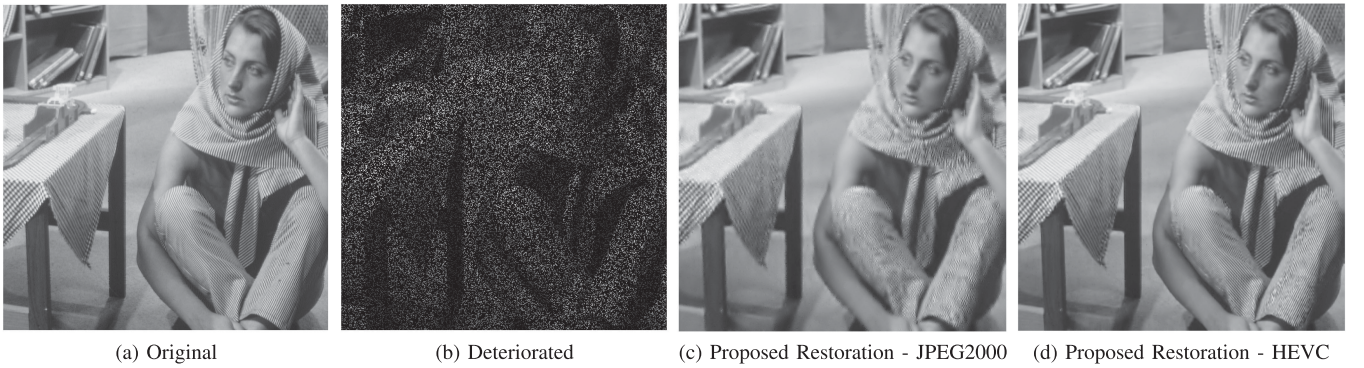 (a) Original
(b) Deteriorated
(c) Proposed Restoration - JPEG2000
(d) Proposed Restoration - HEVC